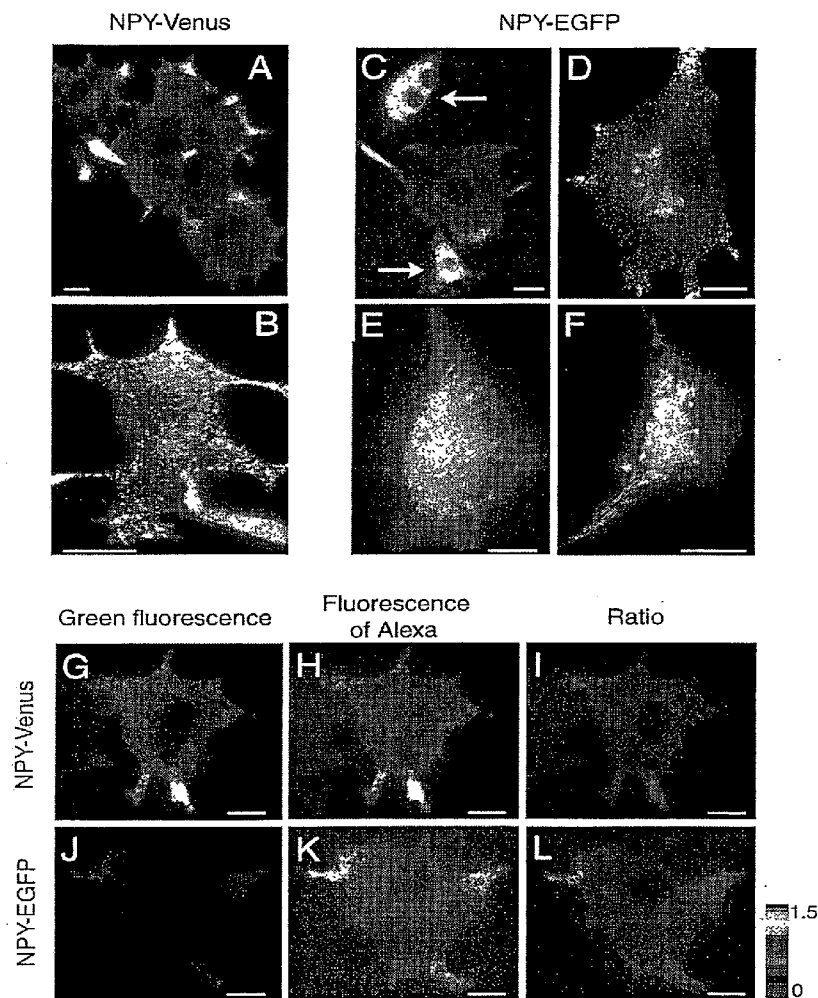 NPY-Venus
NPY-EGFP
A
C
D
B
E
F
Green fluorescence
Fluorescence
of Alexa
Ratio
NPY-Venus
G
H
I
NPY-EGFP
J
K
L
1.5
0